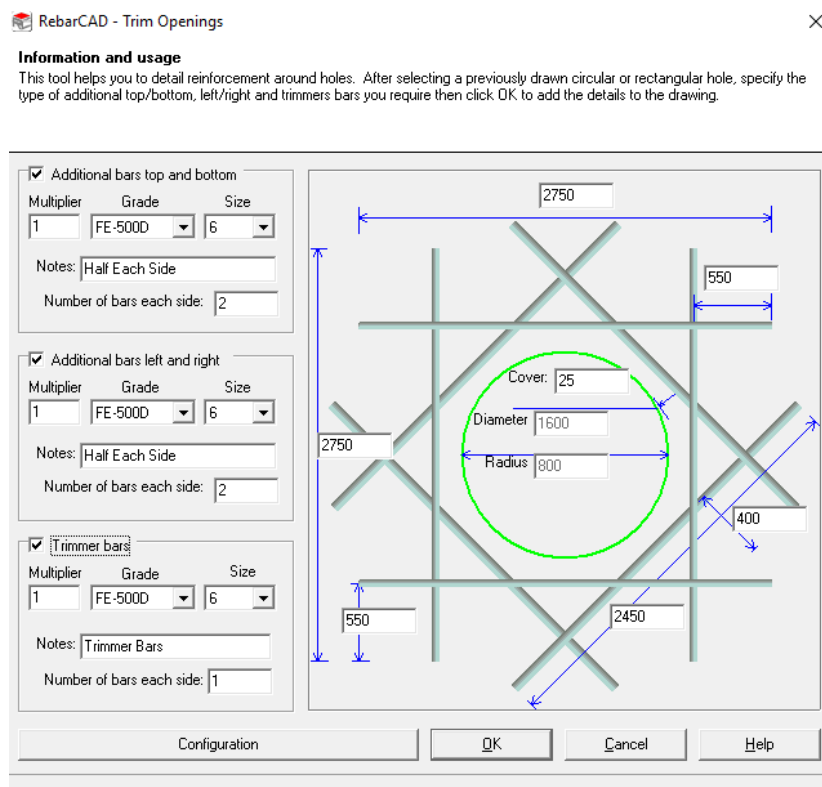 RebarCAD - Trim Openings
Information and usage
This tool helps you to detail reinforcement around holes. After selecting a previously drawn circular or rectangular hole, specify the
type of additional top/bottom, left/right and trimmers bars you require then click OK to add the details to the drawing.
Additional bars top and bottom
Multiplier Grade Size
1 FE-500D 6
Notes: Half Each Side
Number of bars each side: 2
Additional bars left and right
Multiplier Grade Size
1 FE-500D 6
Notes: Half Each Side
Number of bars each side: 2
Trimmer bars
Multiplier Grade Size
1 FE-500D 6
Notes: Trimmer Bars
Number of bars each side: 1
2750
550
Cover: 25
Diameter 1600
2750
Radius 800
400
550
2450
Configuration
OK
Cancel
Help